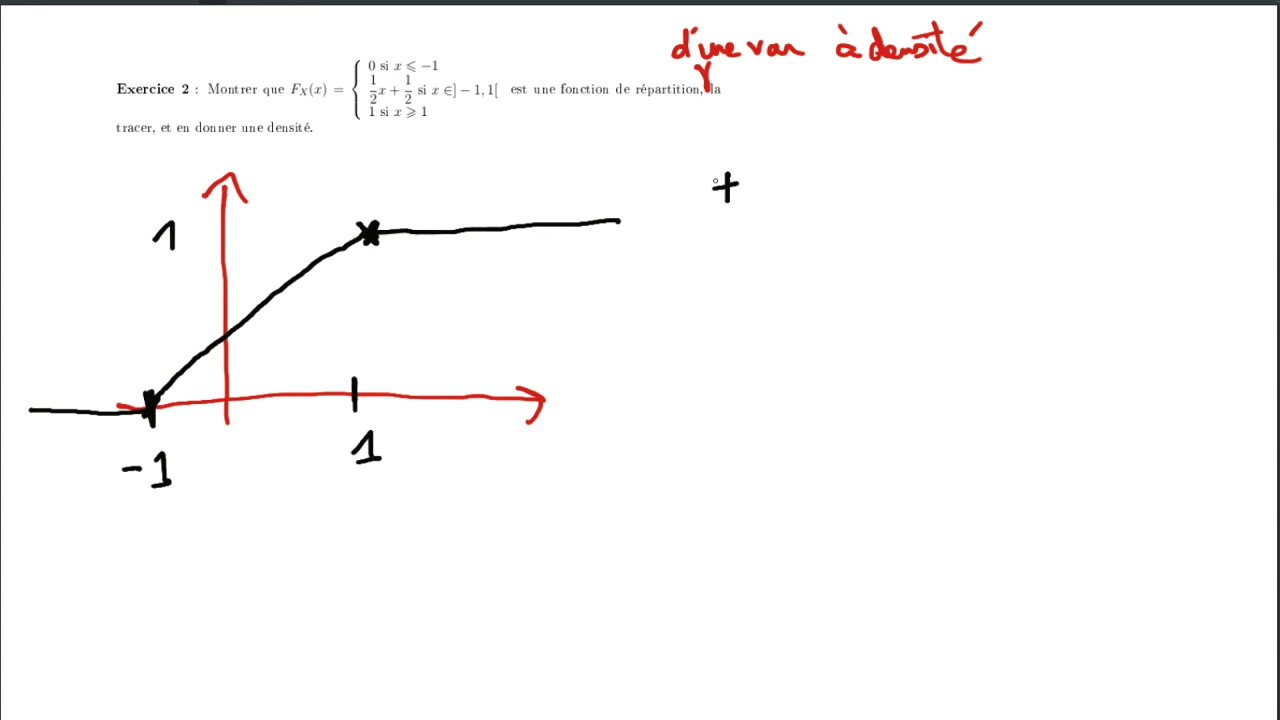 d'une var à densité
Exercice 2 : Montrer que F_X(x) = { 0 si x ⩽ −1
1/2 x + 1/2 si x ∈] − 1, 1[ est une fonction de répartition, la
1 si x ⩾ 1
tracer, et en donner une densité.
+
1
1
-1